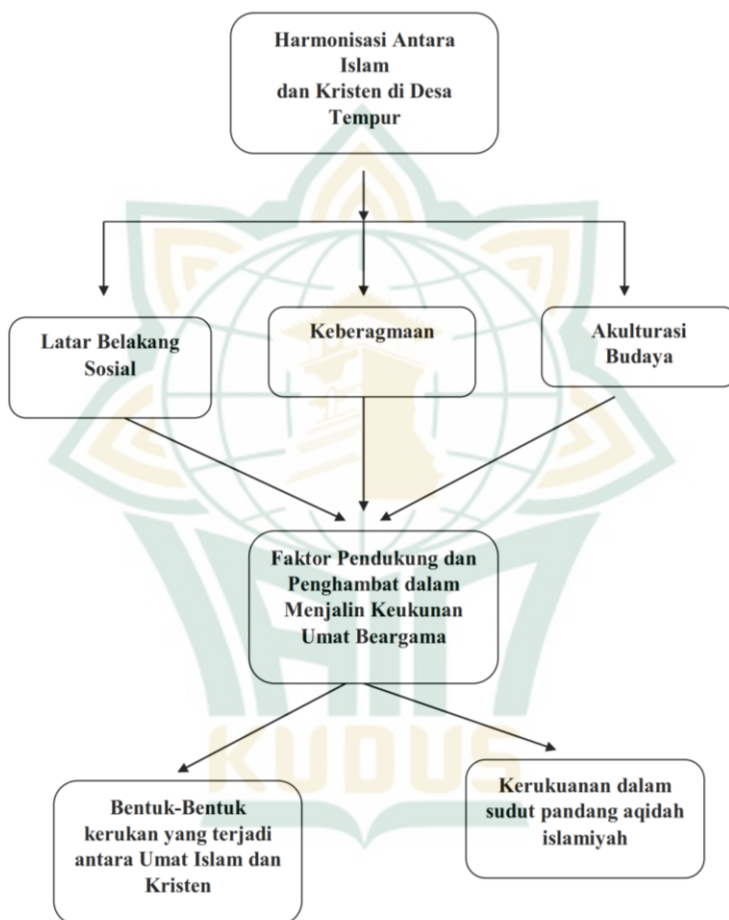 Harmonisasi Antara
Islam
dan Kristen di Desa
Tempur
Latar Belakang
Sosial
Keberagmaan
Akulturasi
Budaya
Faktor Pendukung dan
Penghambat dalam
Menjalin Keukunan
Umat Beargama
Bentuk-Bentuk
kerukan yang terjadi
antara Umat Islam dan
Kristen
Kerukuanan dalam
sudut pandang aqidah
islamiyah
IAIN
KUDUS